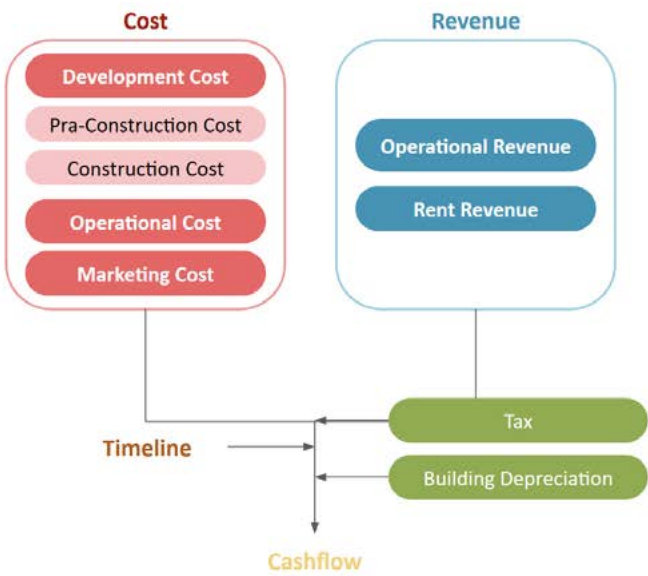 Cost
Development Cost
Pra-Construction Cost
Construction Cost
Operational Cost
Marketing Cost
Revenue
Operational Revenue
Rent Revenue
Tax
Timeline
Building Depreciation
Cashflow